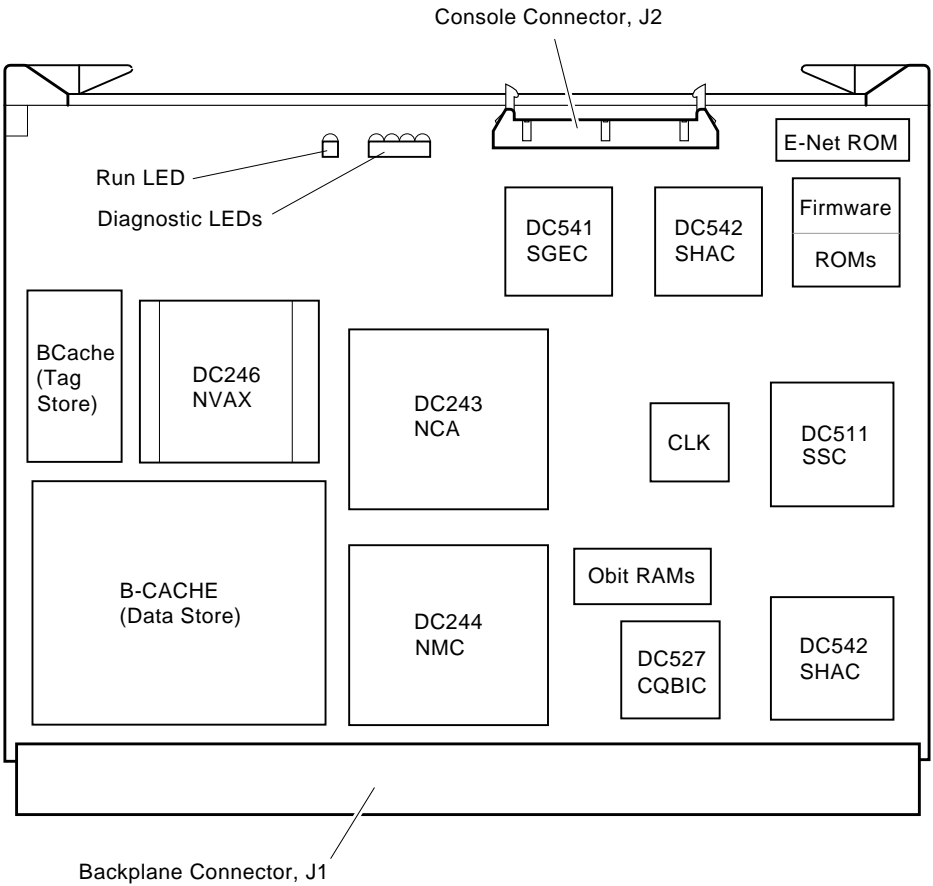 Console Connector, J2
E-Net ROM
Run LED
Diagnostic LEDs
DC541
SGEC
DC542
SHAC
Firmware
ROMs
BCache
(Tag
Store)
DC246
NVAX
DC243
NCA
CLK
DC511
SSC
B-CACHE
(Data Store)
DC244
NMC
Obit RAMs
DC527
CQBIC
DC542
SHAC
Backplane Connector, J1